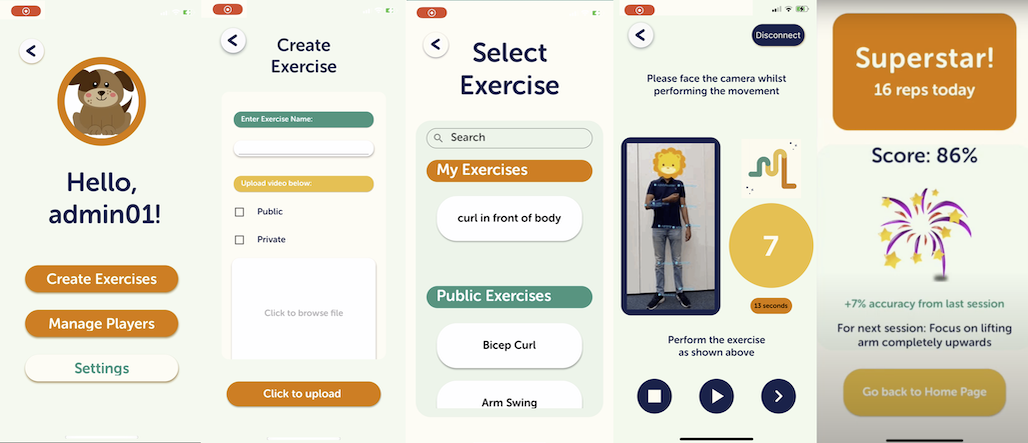 Hello,
admin01!
Create Exercises
Manage Players
Settings
Create
Exercise
Enter Exercise Name:
Upload video below:
Public
Private
Click to browse file
Click to upload
Select
Exercise
Search
My Exercises
curl in front of body
Public Exercises
Bicep Curl
Arm Swing
Disconnect
Please face the camera whilst
performing the movement
7
13 seconds
Perform the exercise
as shown above
Superstar!
16 reps today
Score: 86%
+7% accuracy from last session
For next session: Focus on lifting
arm completely upwards
Go back to Home Page